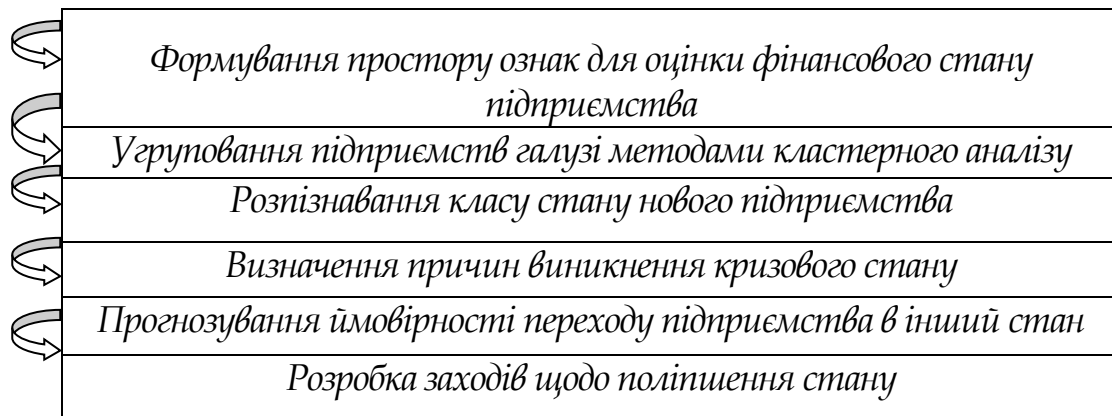 Формування простору ознак для оцінки фінансового стану
підприємства
Угруповання підприємств галузі методами кластерного аналізу
Розпізнавання класу стану нового підприємства
Визначення причин виникнення кризового стану
Прогнозування ймовірності переходу підприємства в інший стан
Розробка заходів щодо поліпшення стану